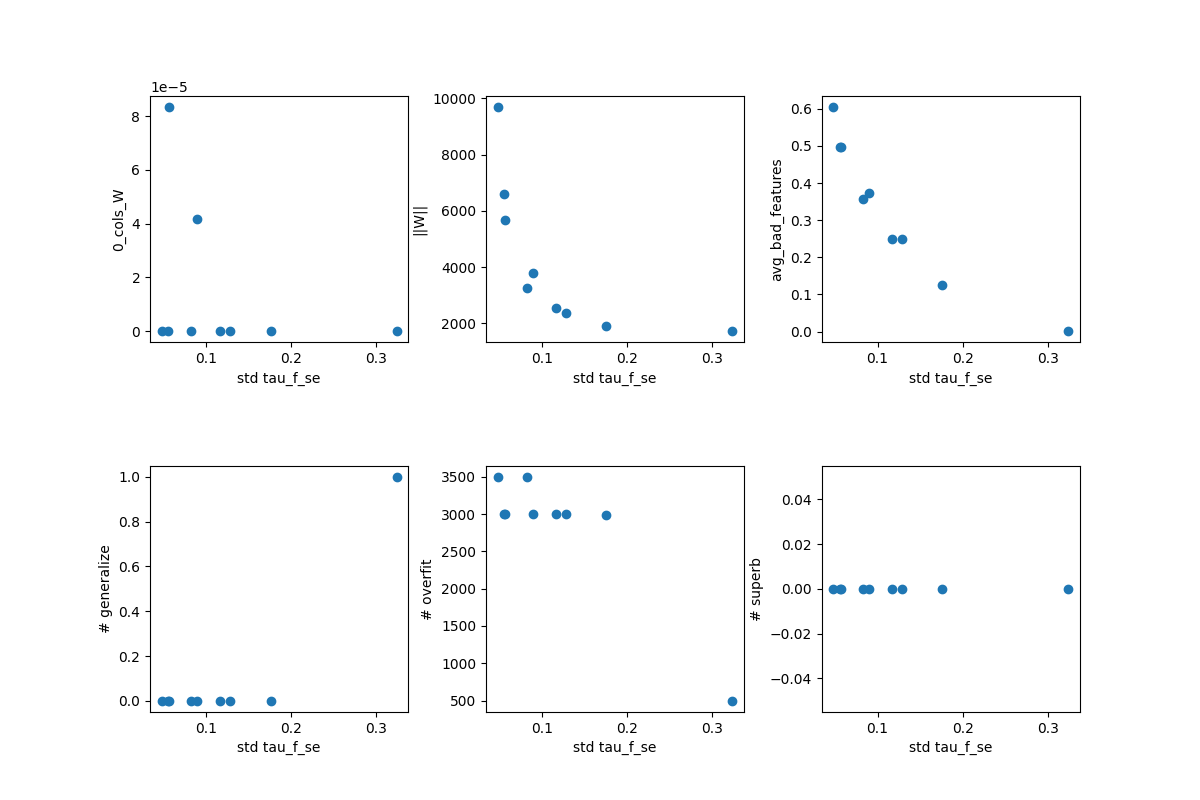 1e−5
8
6
4
2
0
0_cols_W
0.1 0.2 0.3
std tau_f_se
10000
8000
6000
4000
2000
||W||
0.1 0.2 0.3
std tau_f_se
0.6
0.5
0.4
0.3
0.2
0.1
0.0
avg_bad_features
0.1 0.2 0.3
std tau_f_se
1.0
0.8
0.6
0.4
0.2
0.0
# generalize
0.1 0.2 0.3
std tau_f_se
3500
3000
2500
2000
1500
1000
500
# overfit
0.1 0.2 0.3
std tau_f_se
0.04
0.02
0.00
−0.02
−0.04
# superb
0.1 0.2 0.3
std tau_f_se